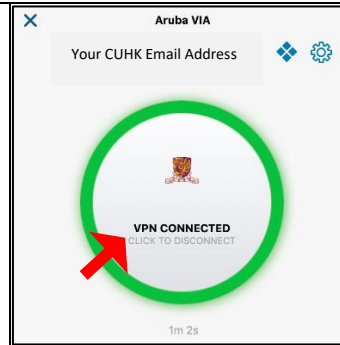 Aruba VIA
Your CUHK Email Address
VPN CONNECTED
CLICK TO DISCONNECT
1m 2s